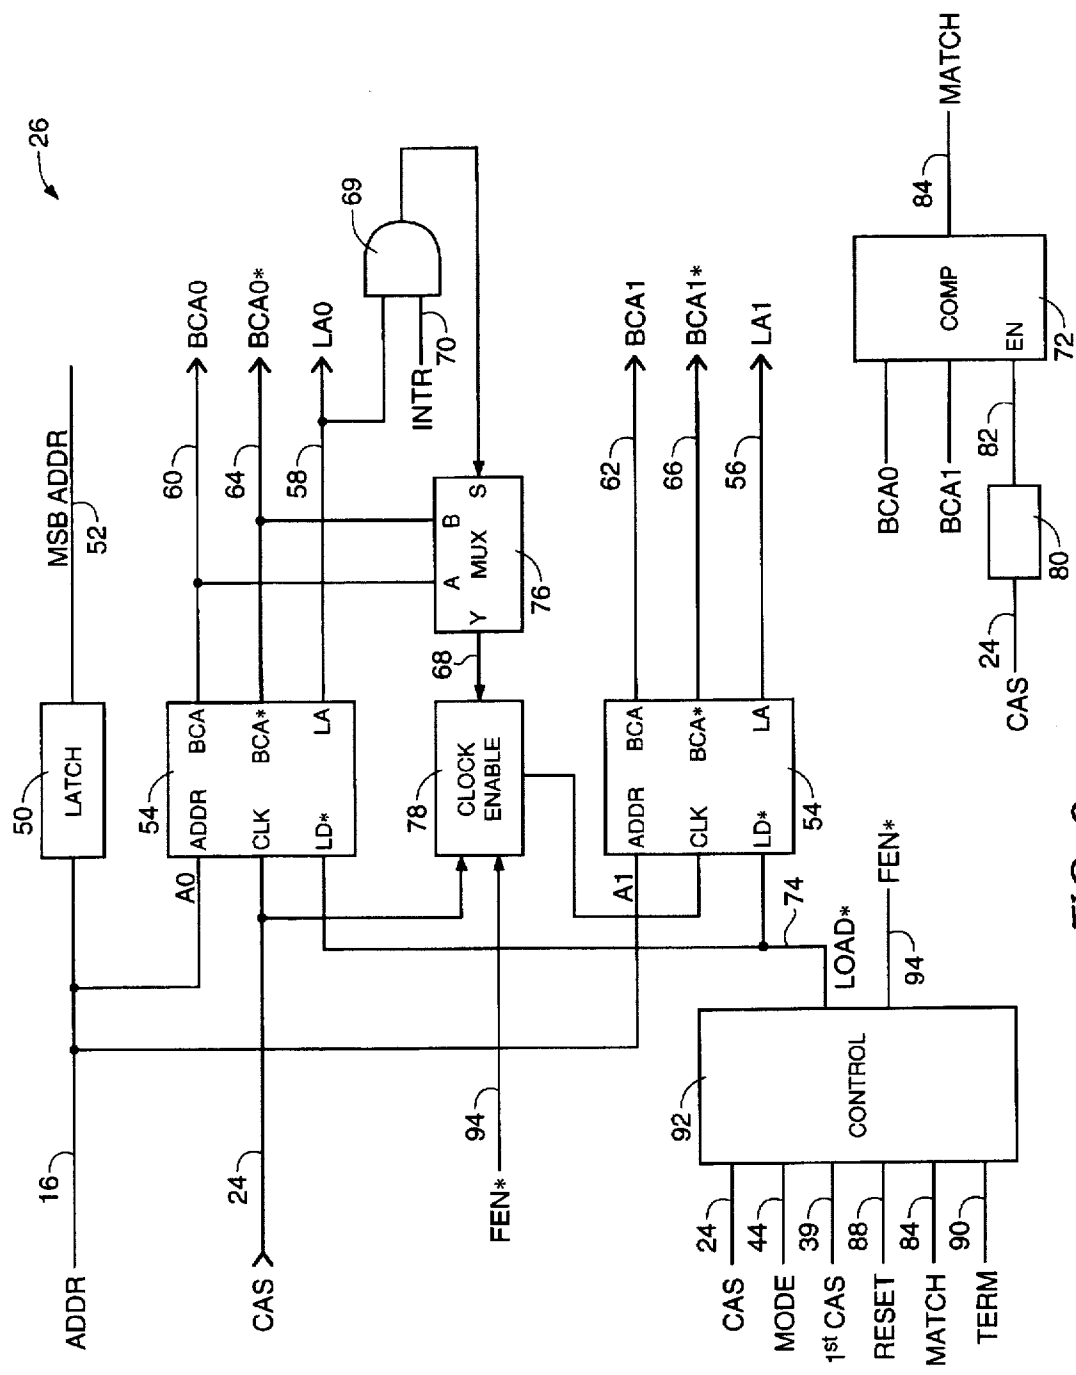 26
ADDR
16
50
LATCH
MSB ADDR
52
A0
54
ADDR
CLK
LD*
BCA
BCA*
LA
60
BCA0
64
BCA0*
58
LA0
69
INTR
70
CAS
24
78
CLOCK
ENABLE
68
Y
A
B
S
MUX
76
FEN*
94
A1
ADDR
CLK
LD*
BCA
BCA*
LA
54
62
BCA1
66
BCA1*
56
LA1
74
LOAD*
FEN*
94
92
CONTROL
CAS
24
MODE
44
1st CAS
39
RESET
88
MATCH
84
TERM
90
BCA0
BCA1
CAS
24
80
82
EN
COMP
72
84
MATCH